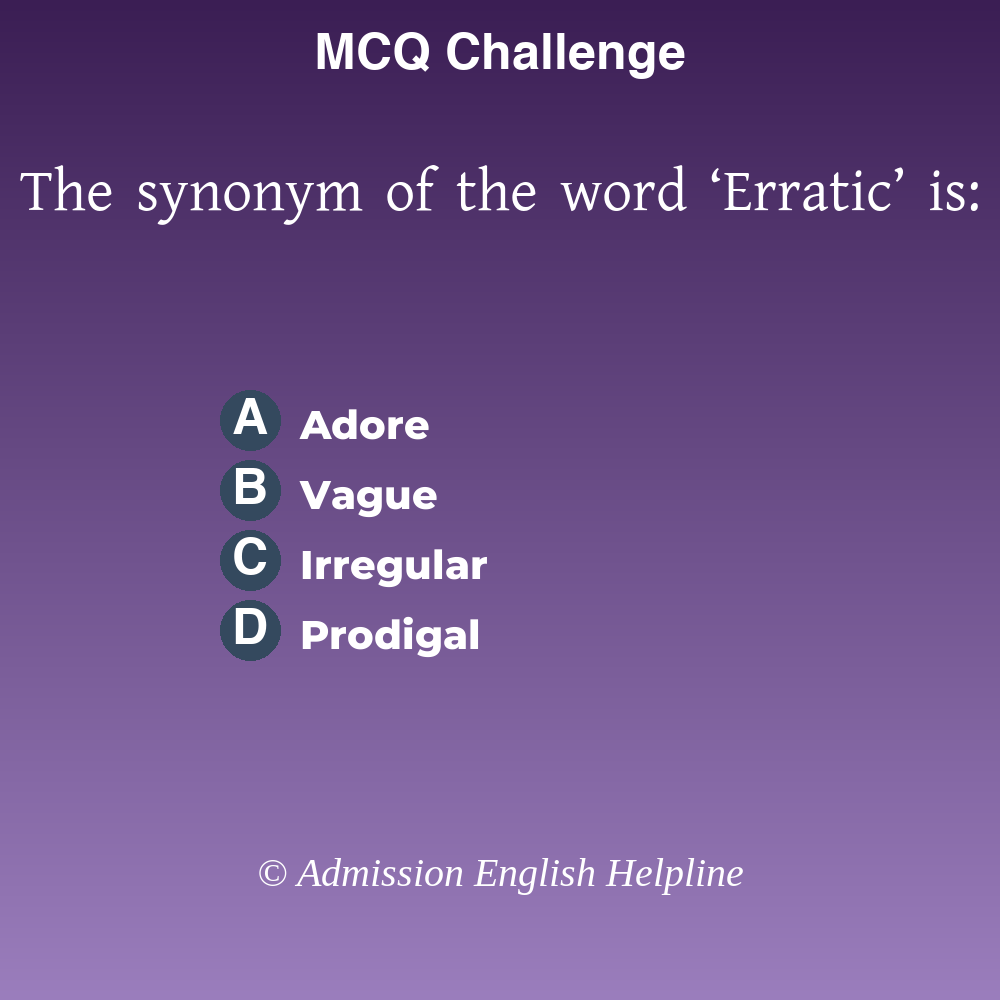 MCQ Challenge
The synonym of the word ‘Erratic’ is:
A Adore
B Vague
C Irregular
D Prodigal
© Admission English Helpline